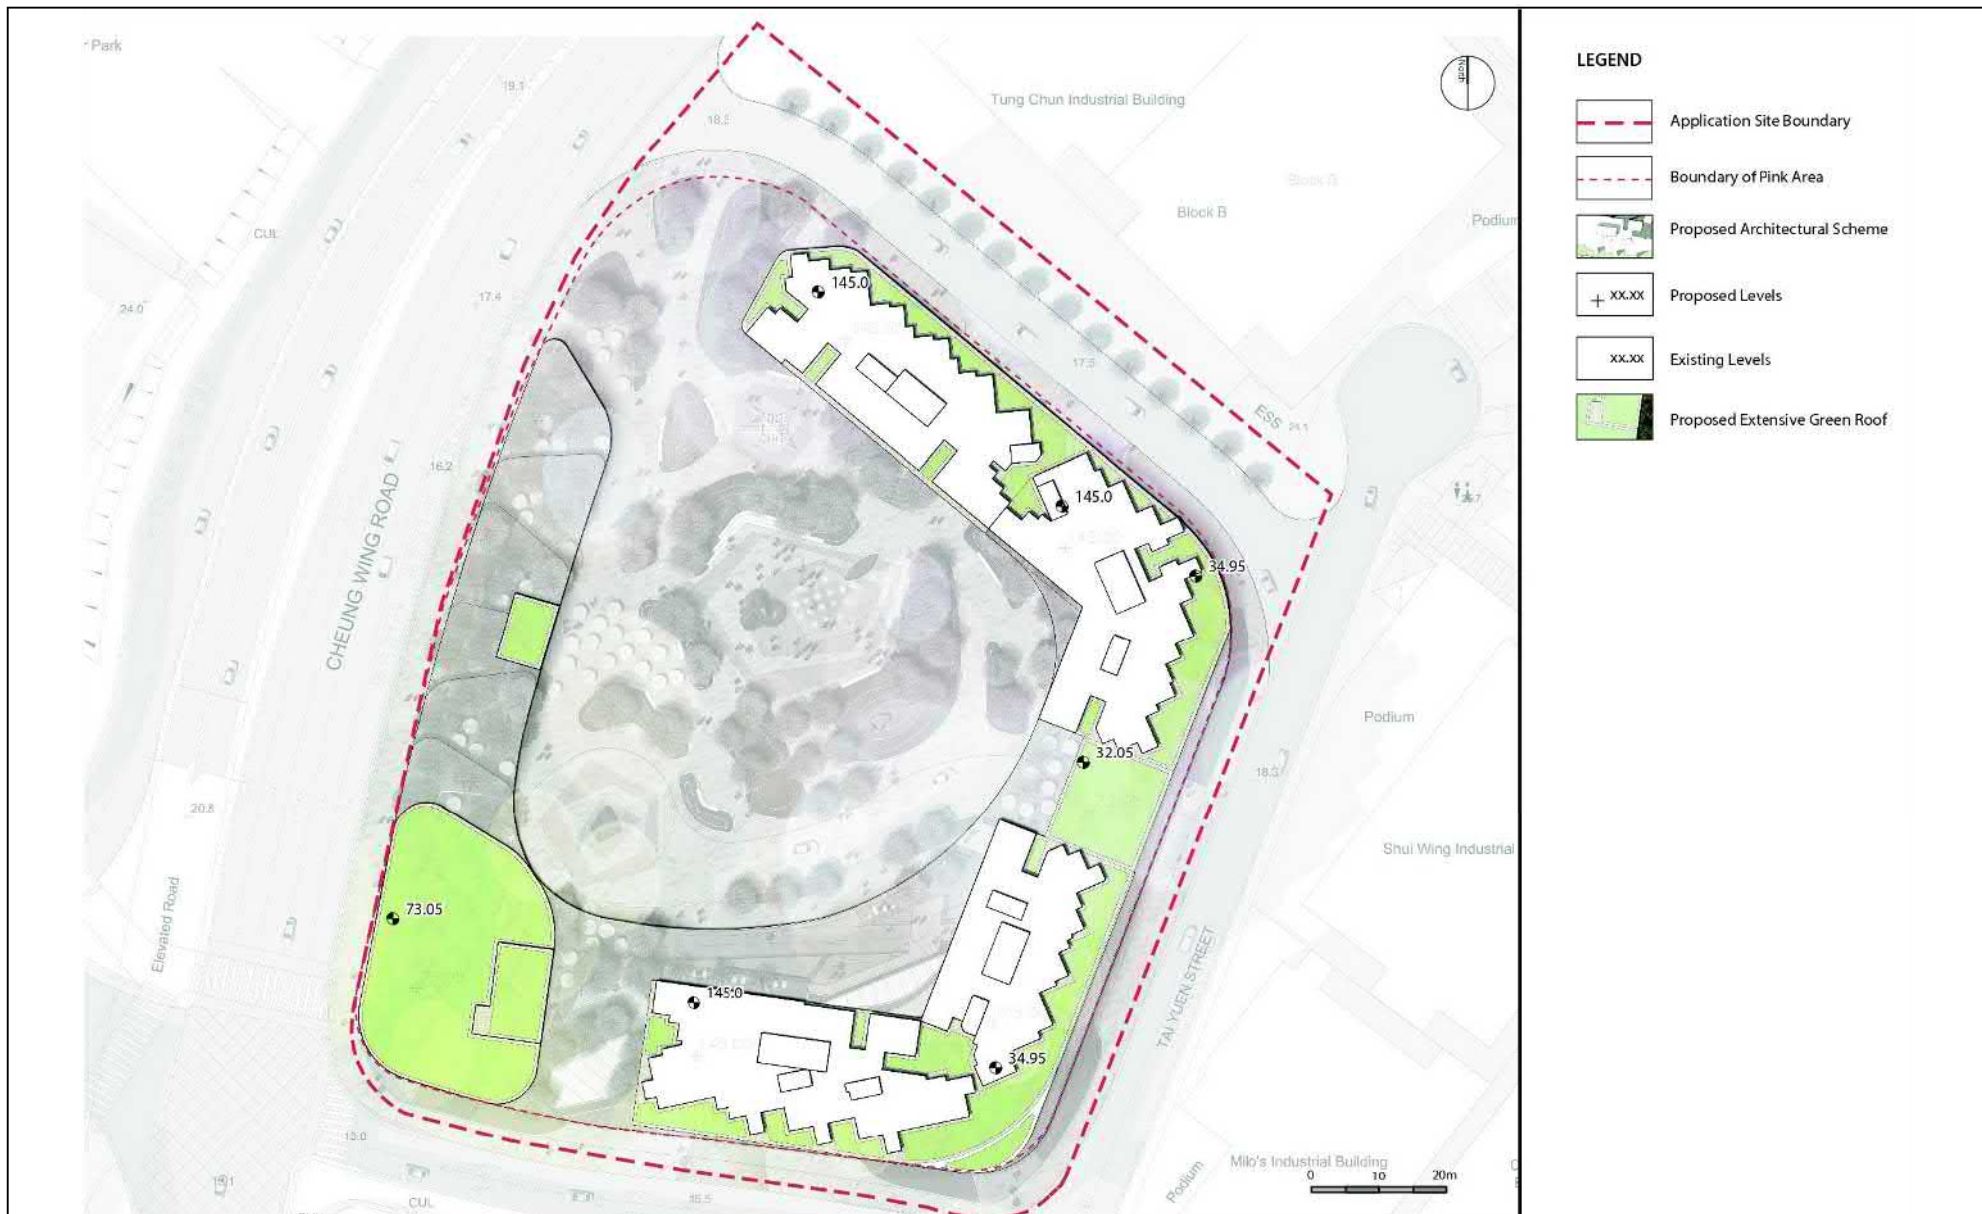 Park
19.1
Tung Chun Industrial Building
North
18.5
Block B
Podium
CUL
17.4
24.0
145.0
17.5
ESS
24.1
16.2
CHEUNG WING ROAD
145.0
34.95
Podium
32.05
18.3
20.8
Shui Wing Industrial
73.05
Elevated Road
TAI YUEN STREET
145.0
34.95
13.0
Milo's Industrial Building
Podium
0 10 20m
CUL
LEGEND
Application Site Boundary
Boundary of Pink Area
Proposed Architectural Scheme
+ XX.XX Proposed Levels
XX.XX Existing Levels
Proposed Extensive Green Roof